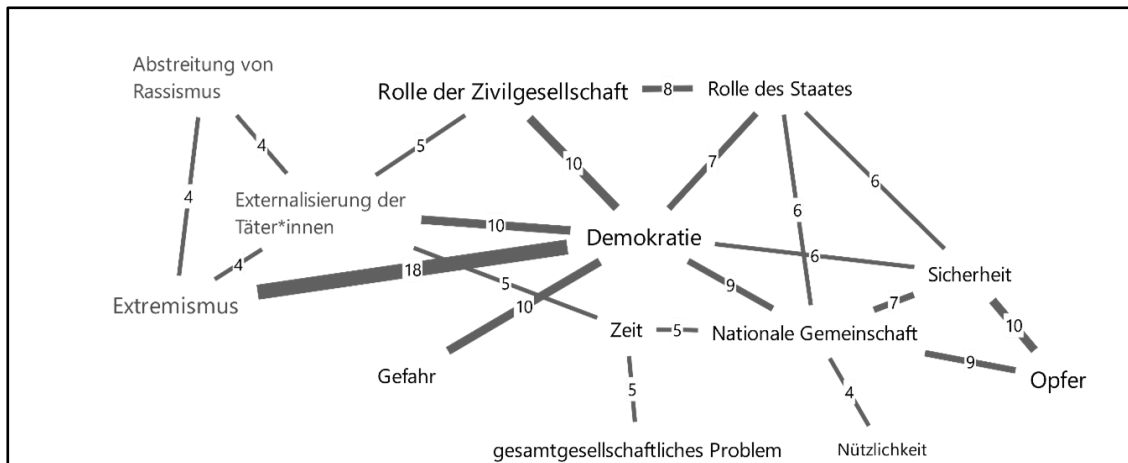 Abstreitung von
Rassismus
Rolle der Zivilgesellschaft
8
Rolle des Staates
4
5
10
7
4
6
Externalisierung der
Täter*innen
10
6
Demokratie
6
4
18
5
9
Sicherheit
Extremismus
10
7
10
Zeit
5
Nationale Gemeinschaft
9
Gefahr
5
4
Opfer
gesamtgesellschaftliches Problem
Nützlichkeit